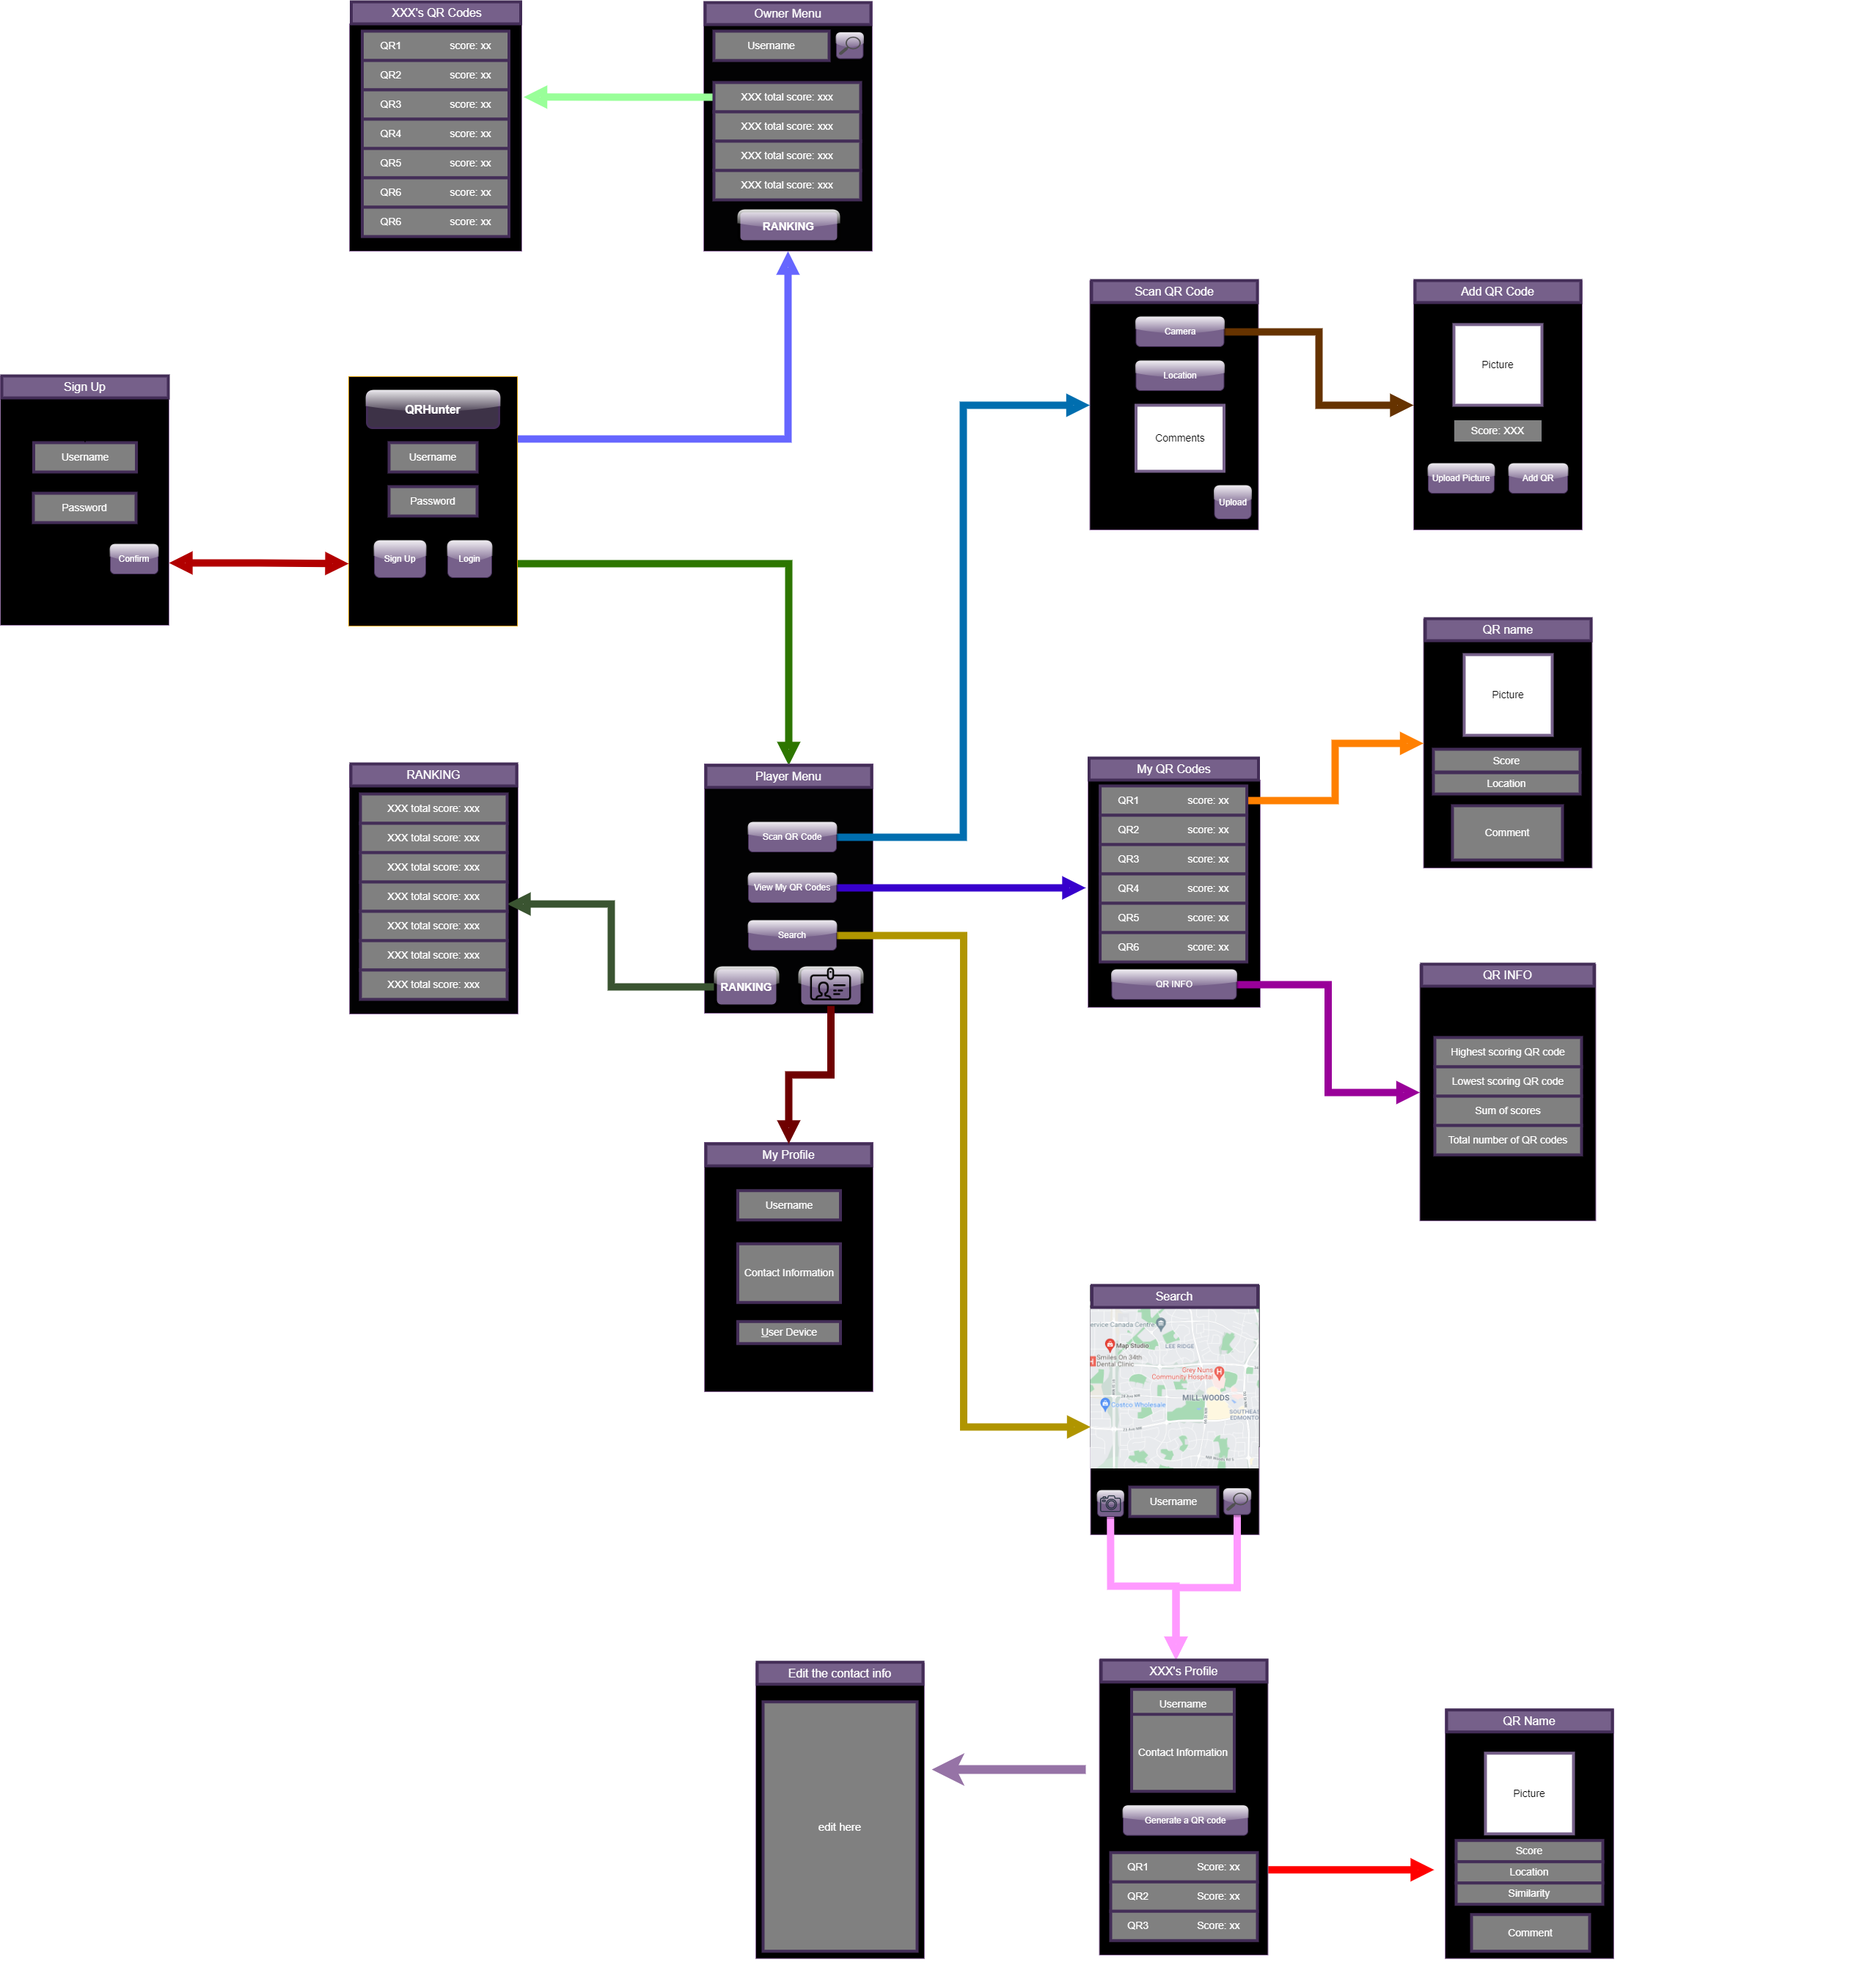 XXX's QR Codes
QR1 score: xx
QR2 score: xx
QR3 score: xx
QR4 score: xx
QR5 score: xx
QR6 score: xx
QR6 score: xx
Owner Menu
Username
XXX total score: xxx
XXX total score: xxx
XXX total score: xxx
XXX total score: xxx
RANKING
Sign Up
Username
Password
Confirm
QRHunter
Username
Password
Sign Up
Login
Scan QR Code
Camera
Location
Comments
Upload
Add QR Code
Picture
Score: XXX
Upload Picture
Add QR
RANKING
XXX total score: xxx
XXX total score: xxx
XXX total score: xxx
XXX total score: xxx
XXX total score: xxx
XXX total score: xxx
XXX total score: xxx
Player Menu
Scan QR Code
View My QR Codes
Search
RANKING
My QR Codes
QR1 score: xx
QR2 score: xx
QR3 score: xx
QR4 score: xx
QR5 score: xx
QR6 score: xx
QR INFO
QR name
Picture
Score
Location
Comment
QR INFO
Highest scoring QR code
Lowest scoring QR code
Sum of scores
Total number of QR codes
My Profile
Username
Contact Information
User Device
Search
ervice Canada Centre
Map Studio
LEE RIDGE
Smiles On 34th
Dental Clinic
Grey Nuns
Community Hospital
MILL WOODS
Costco Wholesale
SOUTHEAS
EDMONTO
Username
XXX's Profile
Username
Contact Information
Generate a QR code
QR1 Score: xx
QR2 Score: xx
QR3 Score: xx
Edit the contact info
edit here
QR Name
Picture
Score
Location
Similarity
Comment